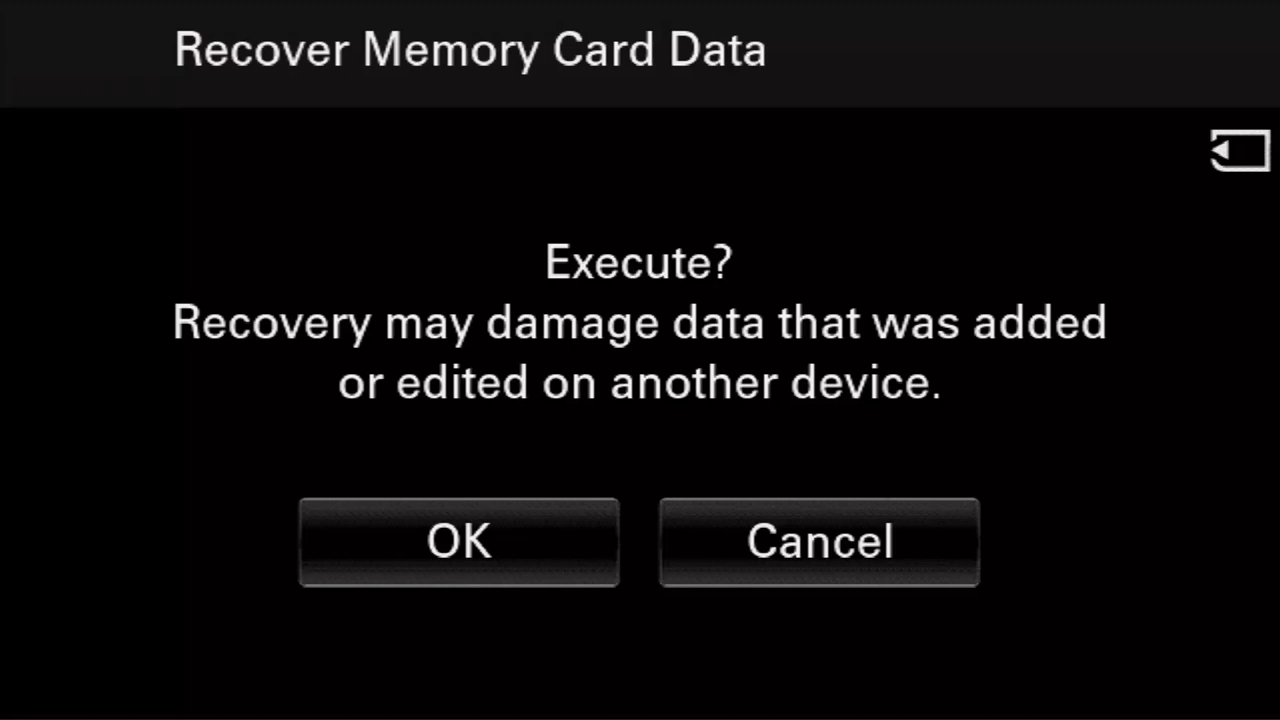 Recover Memory Card Data
Execute?
Recovery may damage data that was added
or edited on another device.
OK
Cancel